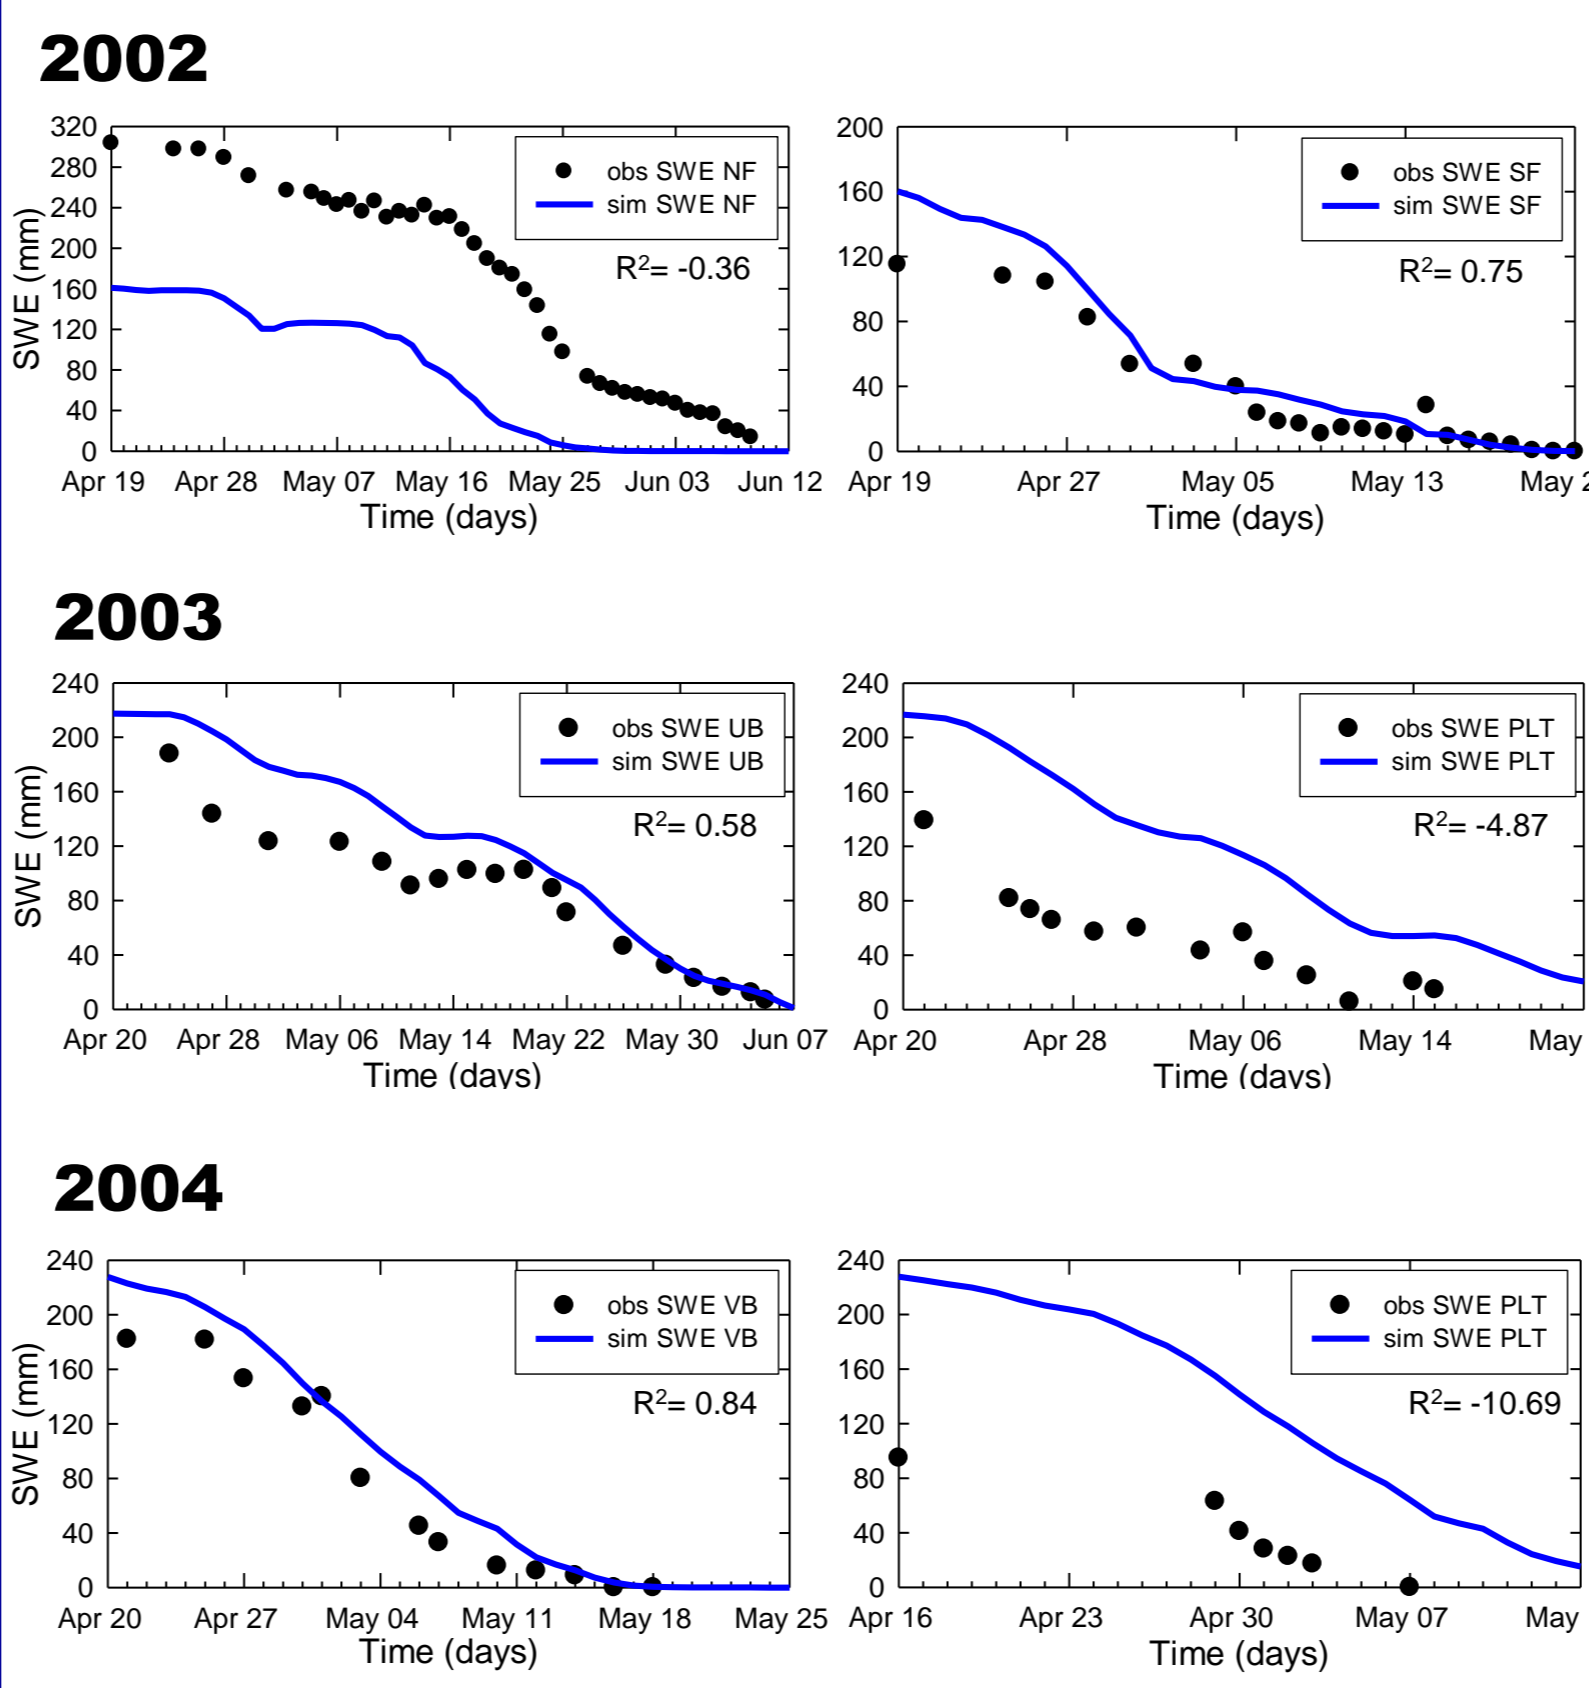 2002
320
280
240
200
160
120
80
40
0
SWE (mm)
obs SWE NF
sim SWE NF
R²= -0.36
Apr 19 Apr 28 May 07 May 16 May 25 Jun 03 Jun 12
Time (days)
200
160
120
80
40
0
obs SWE SF
sim SWE SF
R²= 0.75
Apr 19 Apr 27 May 05 May 13 May 2
Time (days)
2003
240
200
160
120
80
40
0
SWE (mm)
obs SWE UB
sim SWE UB
R²= 0.58
Apr 20 Apr 28 May 06 May 14 May 22 May 30 Jun 07
Time (days)
240
200
160
120
80
40
0
obs SWE PLT
sim SWE PLT
R²= -4.87
Apr 20 Apr 28 May 06 May 14 May
Time (days)
2004
240
200
160
120
80
40
0
SWE (mm)
obs SWE VB
sim SWE VB
R²= 0.84
Apr 20 Apr 27 May 04 May 11 May 18 May 25
Time (days)
240
200
160
120
80
40
0
obs SWE PLT
sim SWE PLT
R²= -10.69
Apr 16 Apr 23 Apr 30 May 07 May
Time (days)